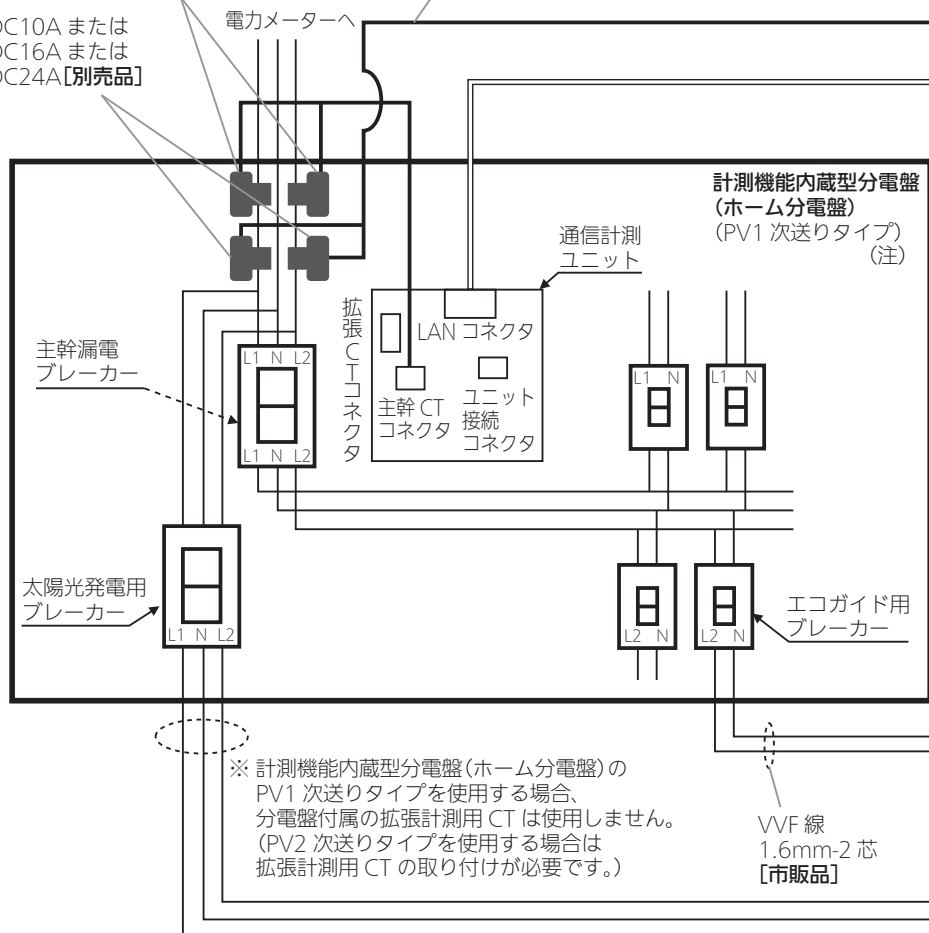 電力メーターへ
DC10A または
DC16A または
DC24A[別売品]
計測機能内蔵型分電盤
(ホーム分電盤)
(PV1 次送りタイプ)
(注)
通信計測
ユニット
拡張CTコネクタ
LAN コネクタ
主幹 CT
コネクタ
ユニット
接続
コネクタ
主幹漏電
ブレーカー
L1 N L2
L1 N L2
L1 N
L1 N
太陽光発電用
ブレーカー
L1 N L2
L2 N
L2 N
エコガイド用
ブレーカー
※ 計測機能内蔵型分電盤(ホーム分電盤)の
PV1 次送りタイプを使用する場合、
分電盤付属の拡張計測用 CT は使用しません。
(PV2 次送りタイプを使用する場合は
拡張計測用 CT の取り付けが必要です。)
VVF 線
1.6mm-2 芯
[市販品]